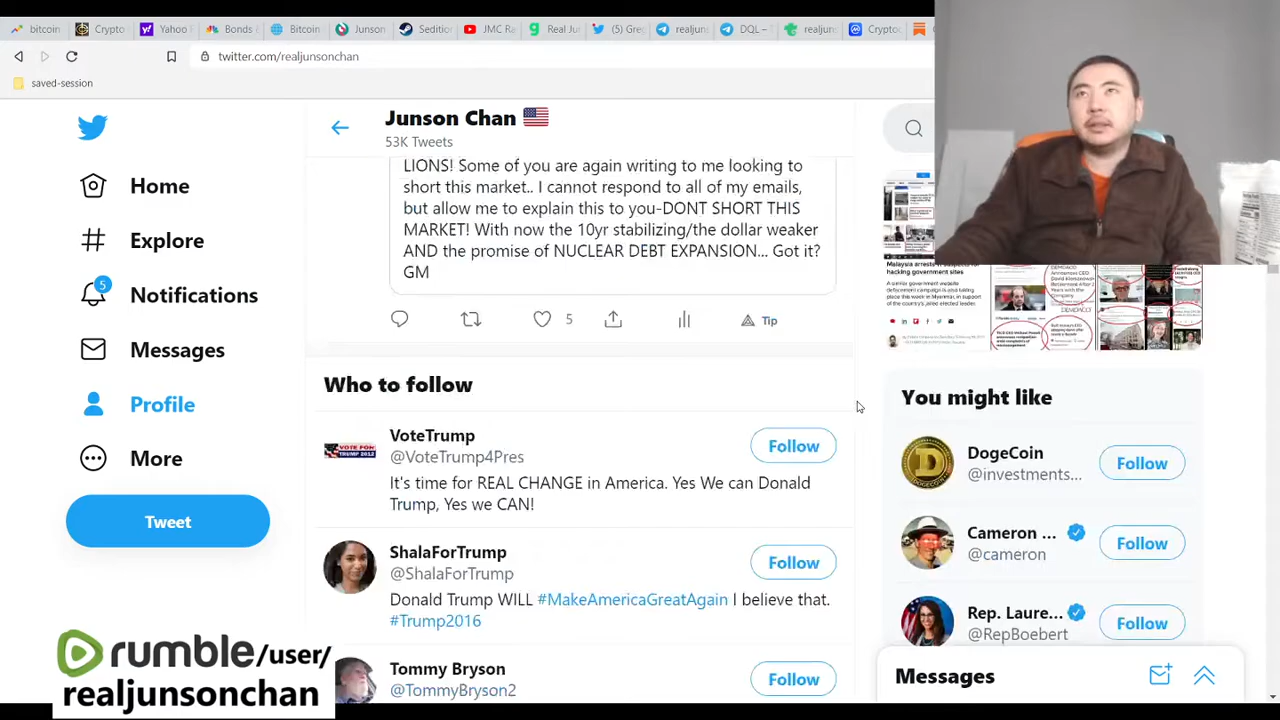 bitcoin
Crypto
Yahoo
Bonds
Bitcoin
Junson
Sediti
JMC Ra
Real Ju
(5) Gre
realjun
DQL –
realjun
Crypto
twitter.com/realjunsonchan
saved-session
Junson Chan
53K Tweets
Home
Explore
5
Notifications
Messages
Profile
More
Tweet
LIONS! Some of you are again writing to me looking to
short this market.. I cannot respond to all of my emails,
but allow me to explain this to you-DONT SHORT THIS
MARKET! With now the 10yr stabilizing/the dollar weaker
AND the promise of NUCLEAR DEBT EXPANSION... Got it?
GM
5
Tip
Who to follow
VoteTrump
@VoteTrump4Pres
It's time for REAL CHANGE in America. Yes We can Donald
Trump, Yes we CAN!
Follow
ShalaForTrump
@ShalaForTrump
Donald Trump WILL #MakeAmericaGreatAgain I believe that.
#Trump2016
Follow
Tommy Bryson
@TommyBryson2
Follow
Malaysia arrests
hacking government sites
You might like
DogeCoin
@investments...
Follow
Cameron ...
@cameron
Follow
Rep. Laure...
@RepBoebert
Follow
Messages
rumble/user/
realjunsonchan